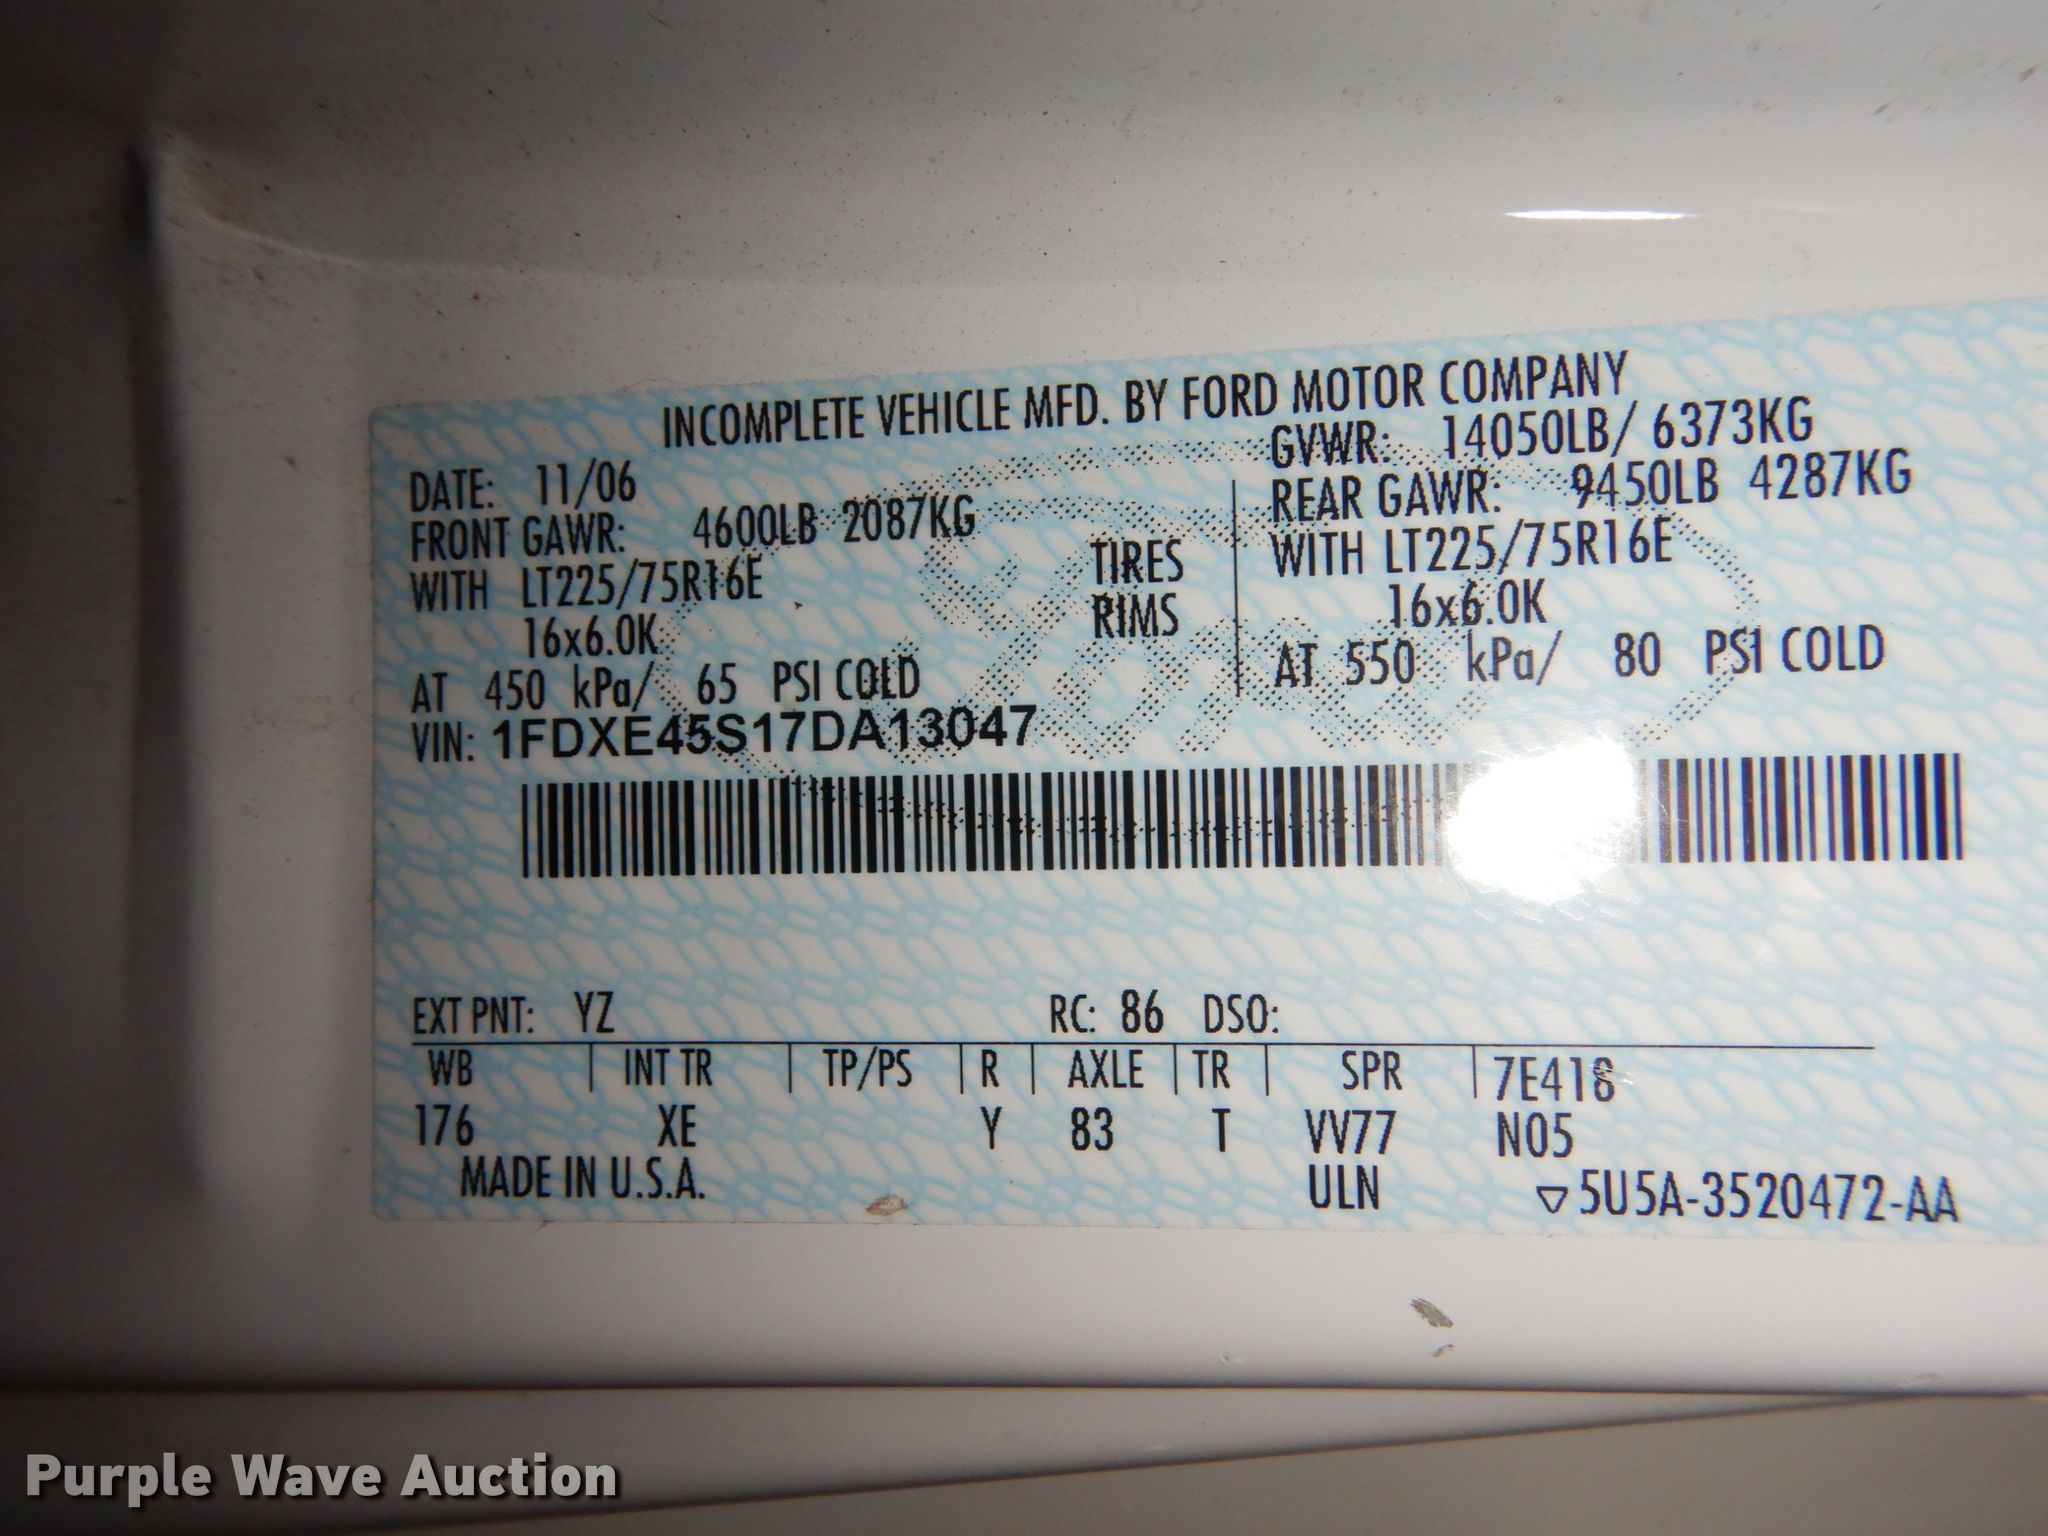 INCOMPLETE VEHICLE MFD. BY FORD MOTOR COMPANY
DATE: 11/06
GVWR: 14050LB/ 6373KG
FRONT GAWR: 4600LB 2087KG
REAR GAWR: 9450LB 4287KG
WITH LT225/75R16E
TIRES
WITH LT225/75R16E
16x6.0K
RIMS
16x6.0K
AT 450 kPa/ 65 PSI COLD
AT 550 kPa/ 80 PSI COLD
VIN: 1FDXE45S17DA13047
EXT PNT: YZ RC: 86 DSO:
WB INT TR TP/PS R AXLE TR SPR 7E418
176 XE Y 83 T VV77 N05
MADE IN U.S.A. ULN ▽5U5A-3520472-AA
Purple Wave Auction